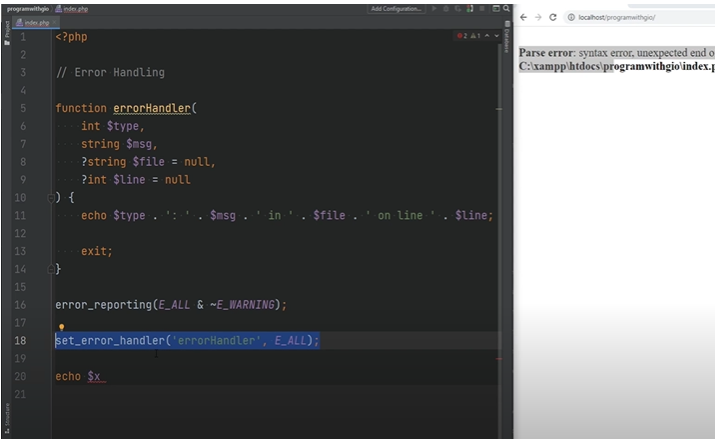 programwithgio index.php Add Configuration...
Project
index.php
2 1
Database
1 <?php
2
3 // Error Handling
4
5 function errorHandler(
6 int $type,
7 string $msg,
8 ?string $file = null,
9 ?int $line = null
10 ) {
11 echo $type . ': ' . $msg . ' in ' . $file . ' on line ' . $line;
12
13 exit;
14 }
15
16 error_reporting(E_ALL & ~E_WARNING);
17
18 set_error_handler('errorHandler', E_ALL);
19
20 echo $x
21
Structure
localhost/programwithgio/
Parse error: syntax error, unexpected end o
C:\xampp\htdocs\programwithgio\index.p